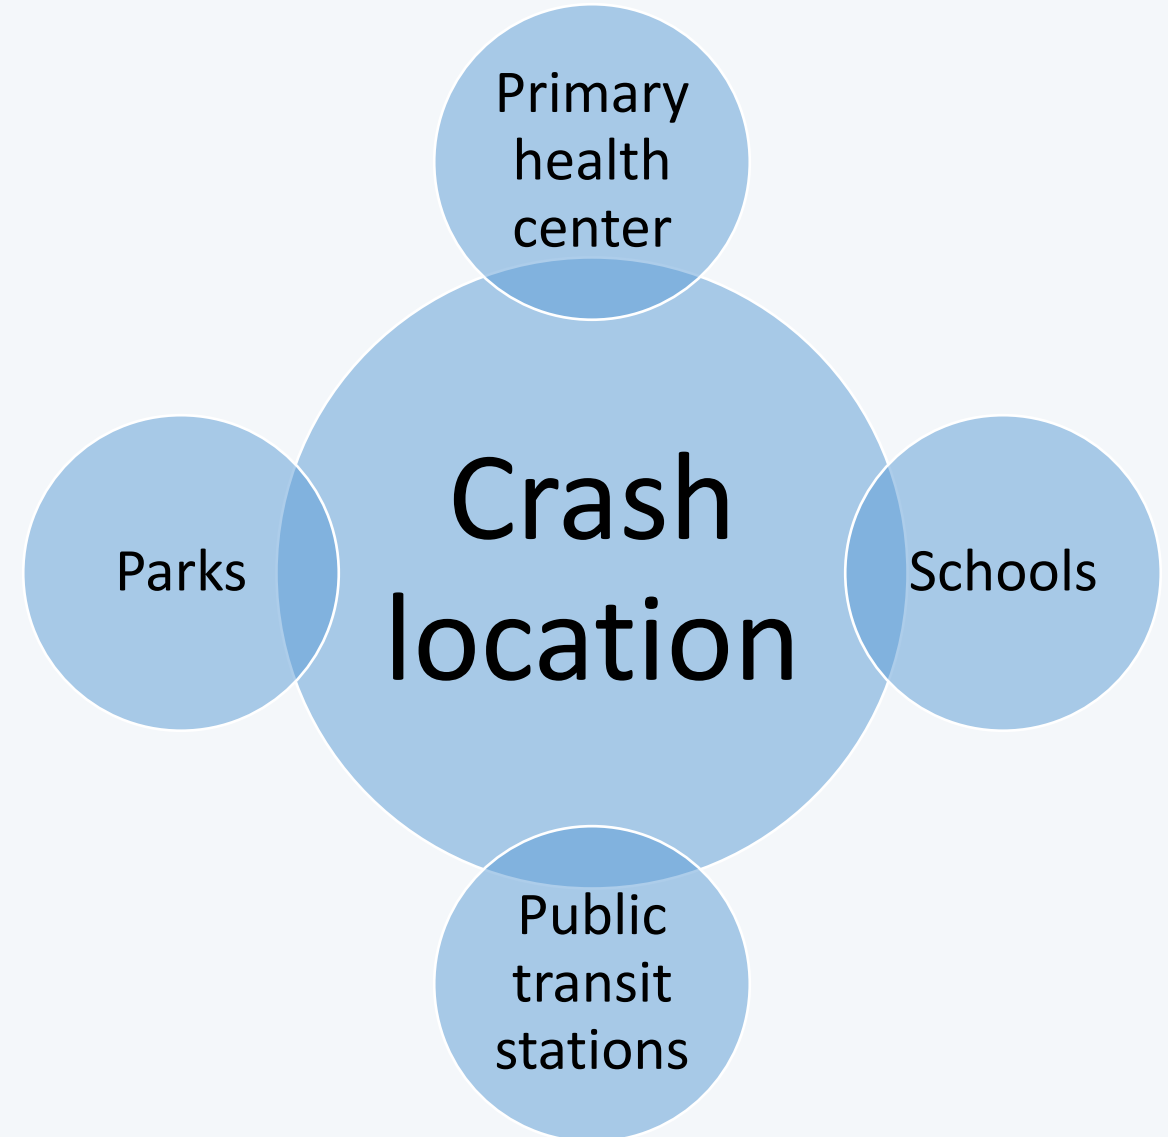 Primary
health
center
Crash
location
Parks
Schools
Public
transit
stations